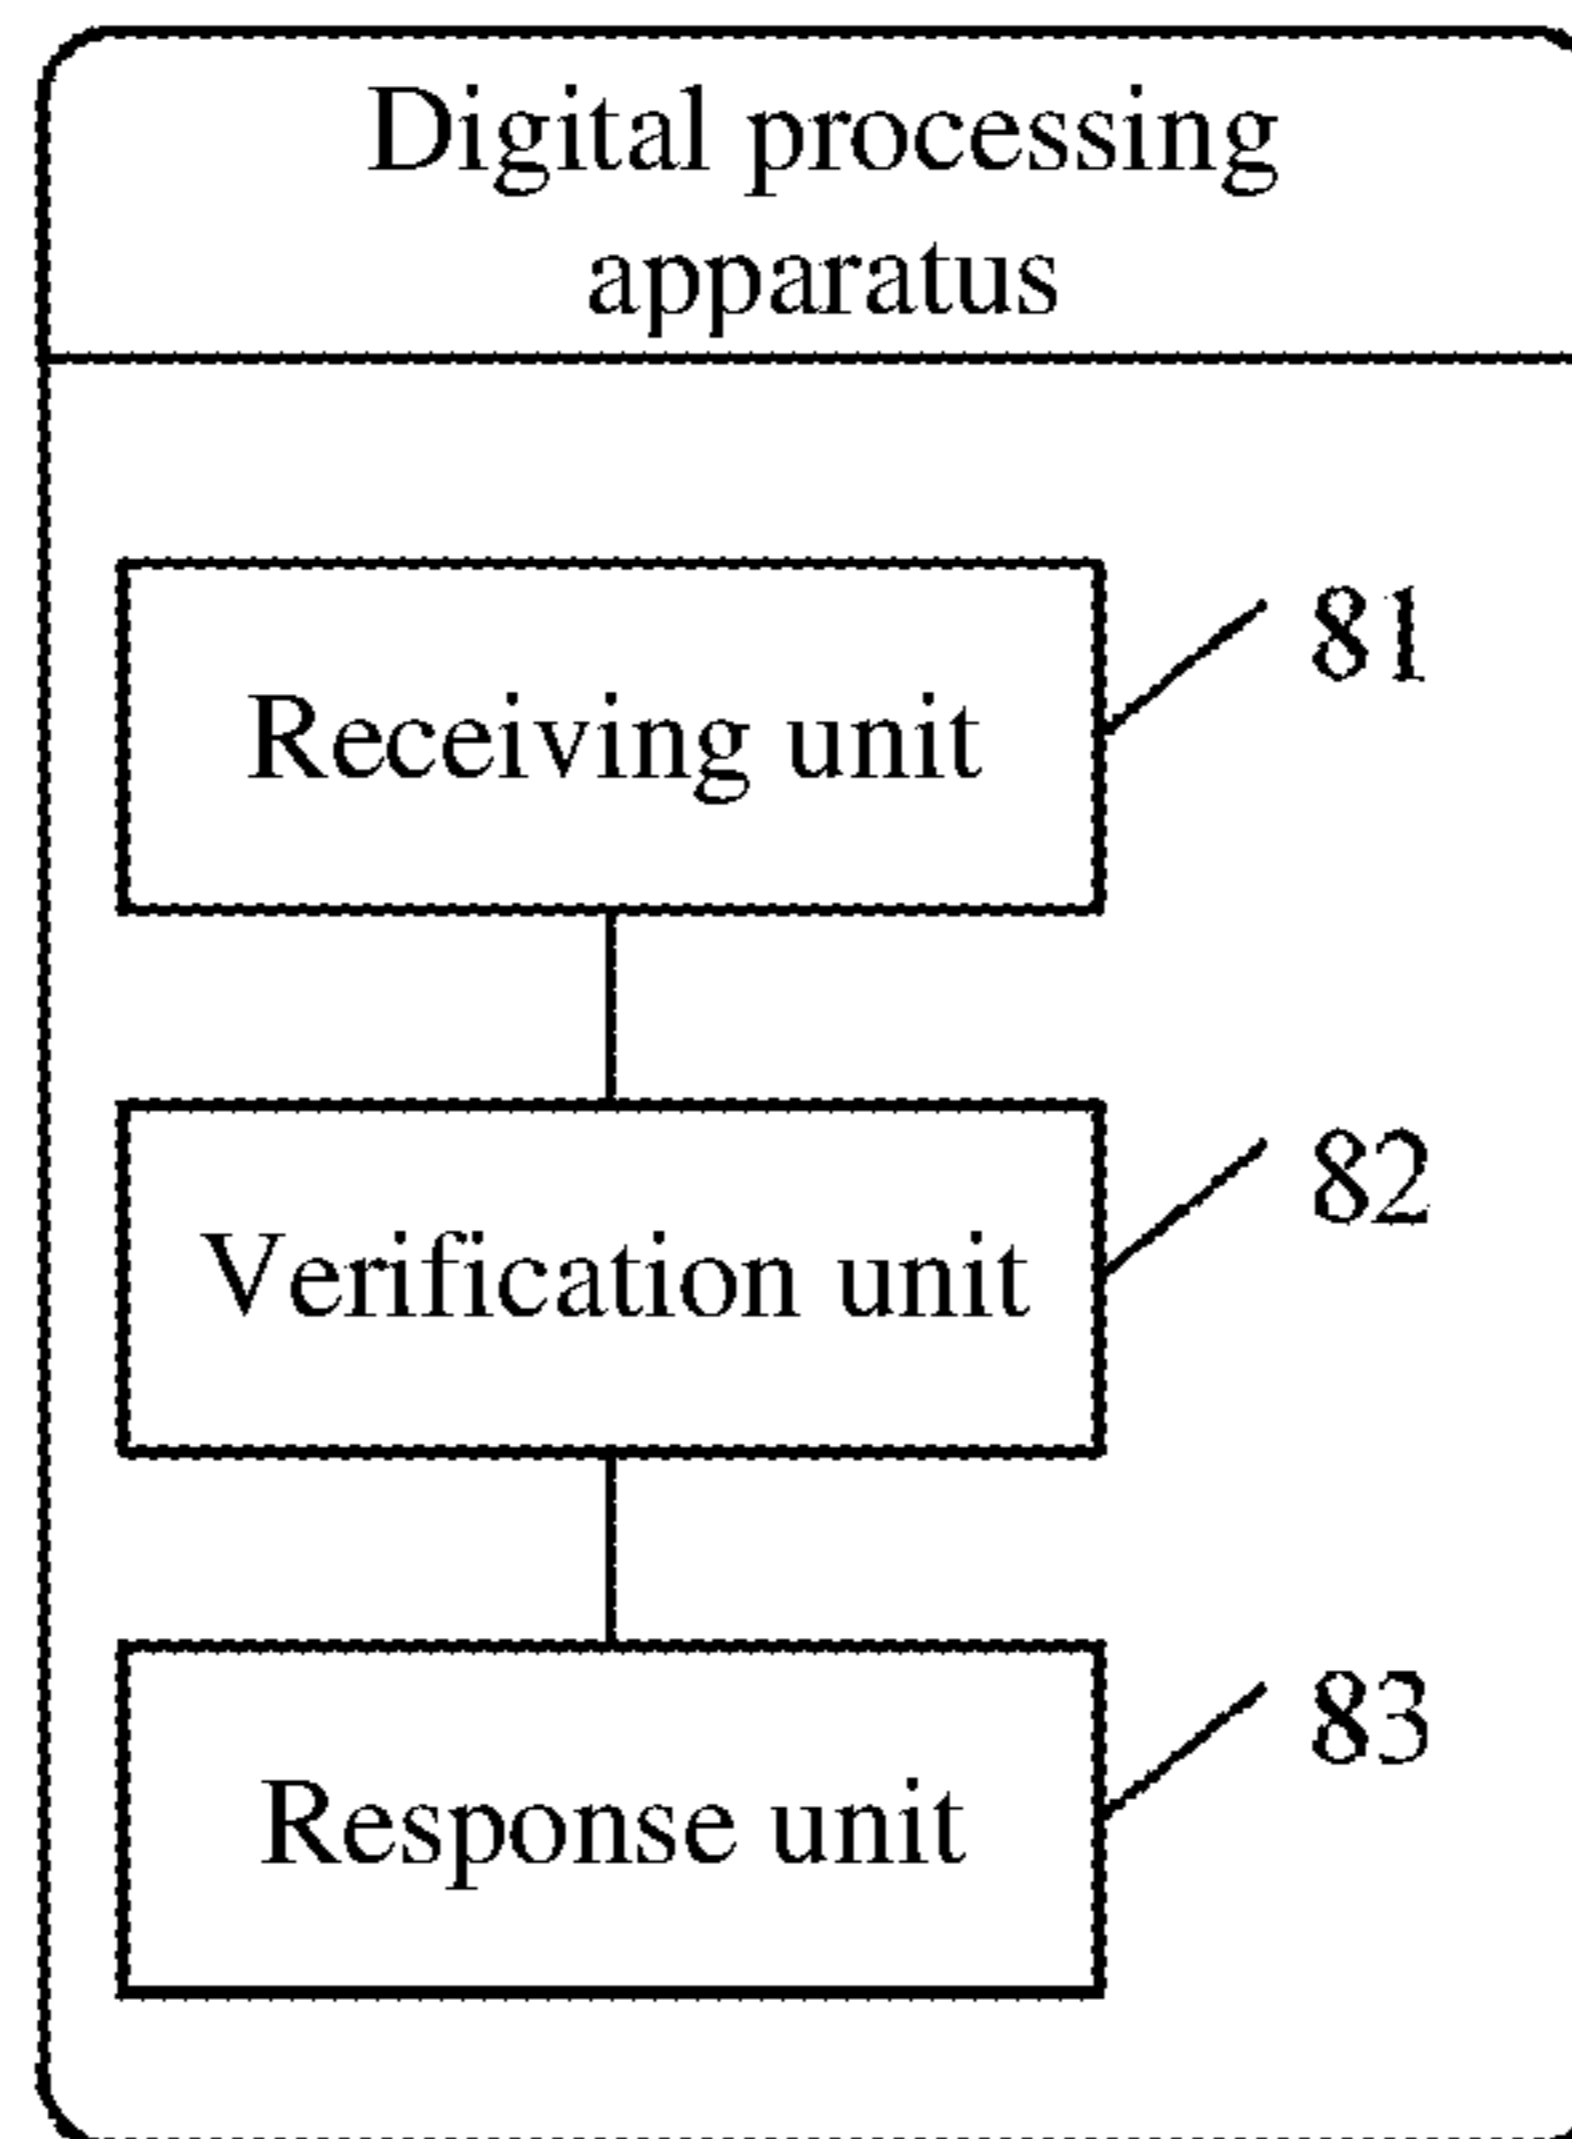 Digital processing
apparatus
81
Receiving unit
82
Verification unit
83
Response unit